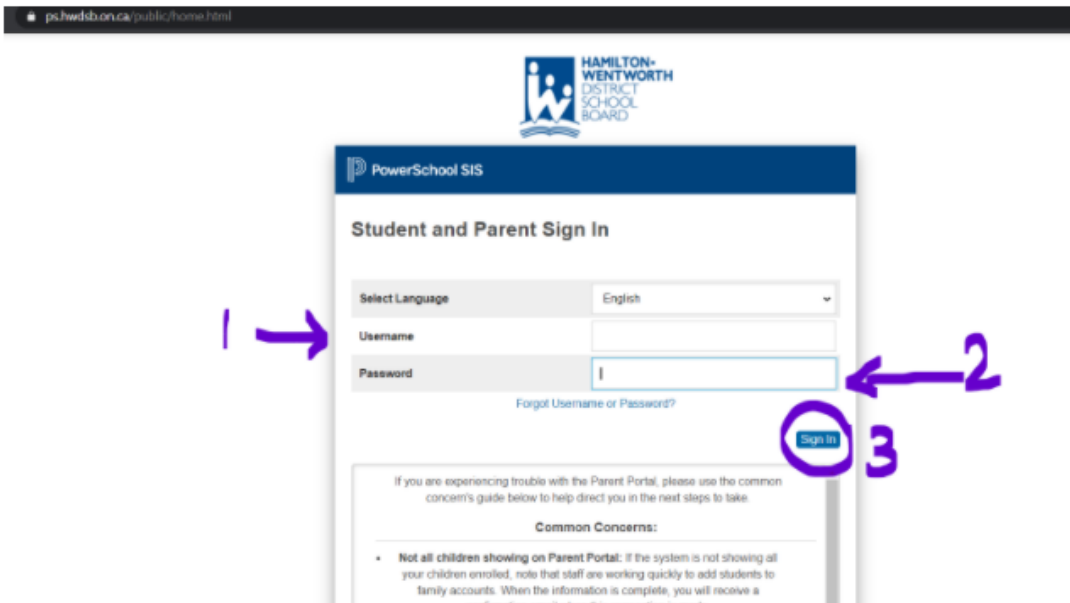 ps.hwdsb.on.ca/public/home.html
HAMILTON-
WENTWORTH
DISTRICT
SCHOOL
BOARD
PowerSchool SIS
Student and Parent Sign In
Select Language English
1 Username
Password
2
Forgot Username or Password?
Sign In 3
If you are experiencing trouble with the Parent Portal, please use the common
concern's guide below to help direct you in the next steps to take.
Common Concerns:
• Not all children showing on Parent Portal: If the system is not showing all
your children enrolled, note that staff are working quickly to add students to
family accounts. When the information is complete, you will receive a